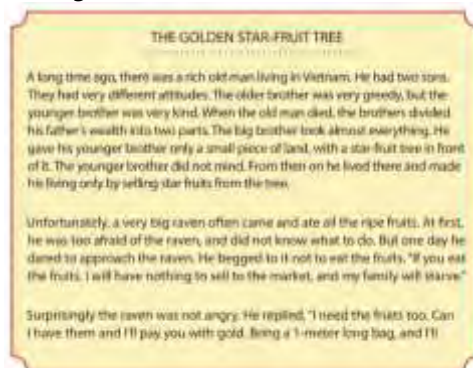 THE GOLDEN STAR-FRUIT TREE
A long time ago, there was a rich old man living in Vietnam. He had two sons.
They had very different attitudes. The older brother was very greedy, but the
younger brother was very kind. When the old man died, the brothers divided
his father's wealth into two parts. The big brother took almost everything. He
gave his younger brother only a small piece of land, with a star-fruit tree in front
of it. The younger brother did not mind. From then on he lived there and made
his living only by selling star fruits from the tree.
Unfortunately, a very big raven often came and ate all the ripe fruits. At first,
he was too afraid of the raven, and did not know what to do. But one day he
dared to approach the raven. He begged to it not to eat the fruits. "If you eat
the fruits, I will have nothing to sell to the market, and my family will starve."
Surprisingly the raven was not angry. He replied, "I need the fruits too. Can
I have them and I'll pay you with gold. Bring a 1-meter long bag, and I'll